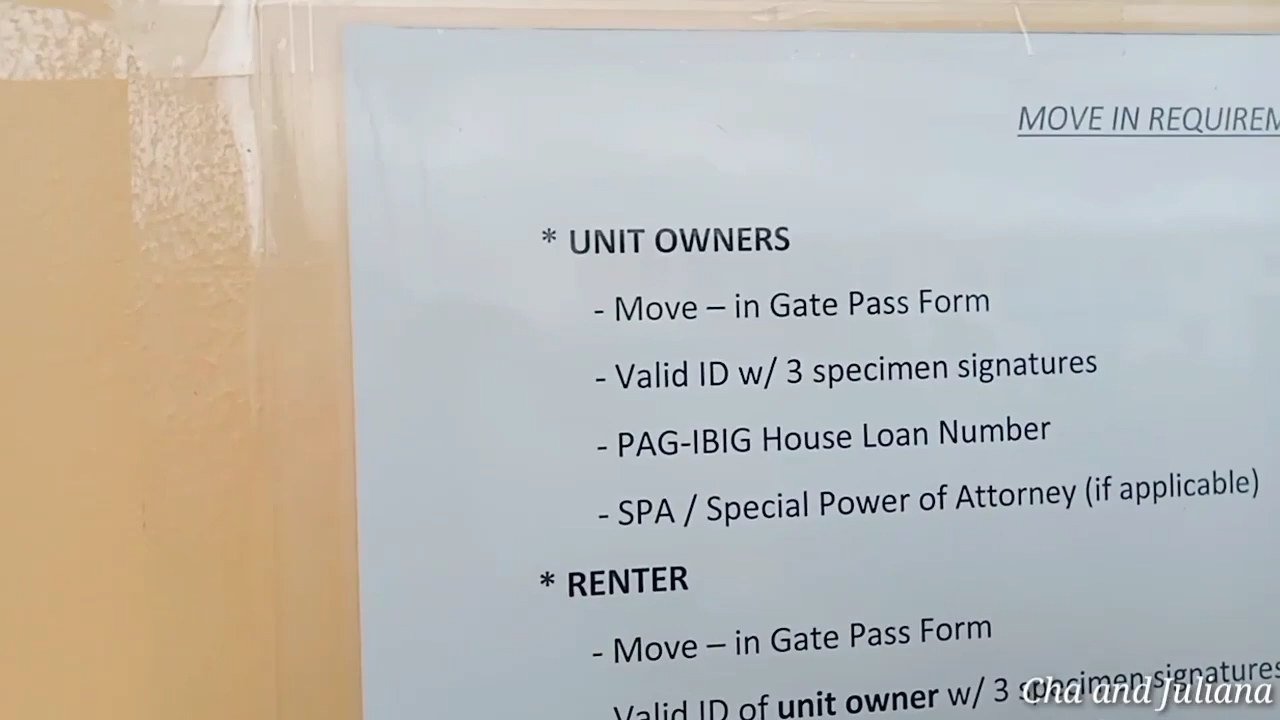 MOVE IN REQUIREM
* UNIT OWNERS
- Move – in Gate Pass Form
- Valid ID w/ 3 specimen signatures
- PAG-IBIG House Loan Number
- SPA / Special Power of Attorney (if applicable)
* RENTER
- Move – in Gate Pass Form
Valid ID of unit owner w/ 3 specimen signatures
Cha and Juliana